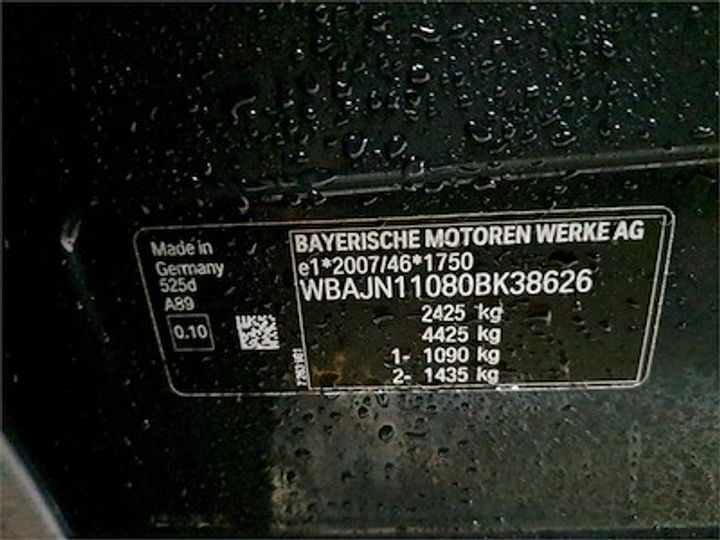 Made in
Germany
525d
A89
0.10
BAYERISCHE MOTOREN WERKE AG
e1*2007/46*1750
WBAJN11080BK38626
2425 kg
4425 kg
1- 1090 kg
2- 1435 kg